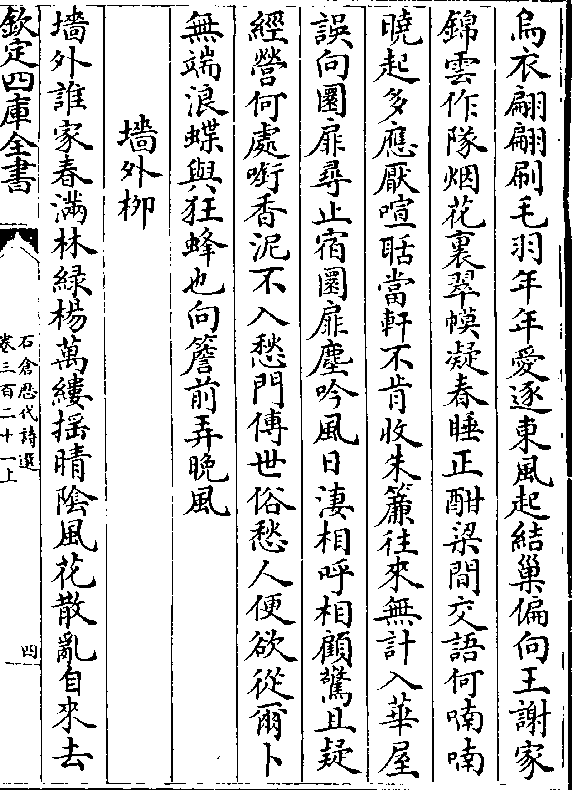 烏衣翩翩刷毛羽年年愛逐東風起結巢偏向王謝家
錦雲作隊烟花裏翠幙凝春睡正酣梁間交語何喃喃
曉起多應厭喧聒當軒不肯收朱簾往來無計入華屋
誤向圜扉尋止宿圜扉塵吟風日淒相呼相顧驚且疑
經營何處銜香泥不入愁門傳世俗愁人便欲從爾卜
無端浪蝶與狂蜂也向簷前弄晚風
墻外柳
墻外誰家春滿林綠楊萬縷揺晴陰風花散亂自來去
欽定四庫全書
石倉歴代詩選
卷三百二十一上
四